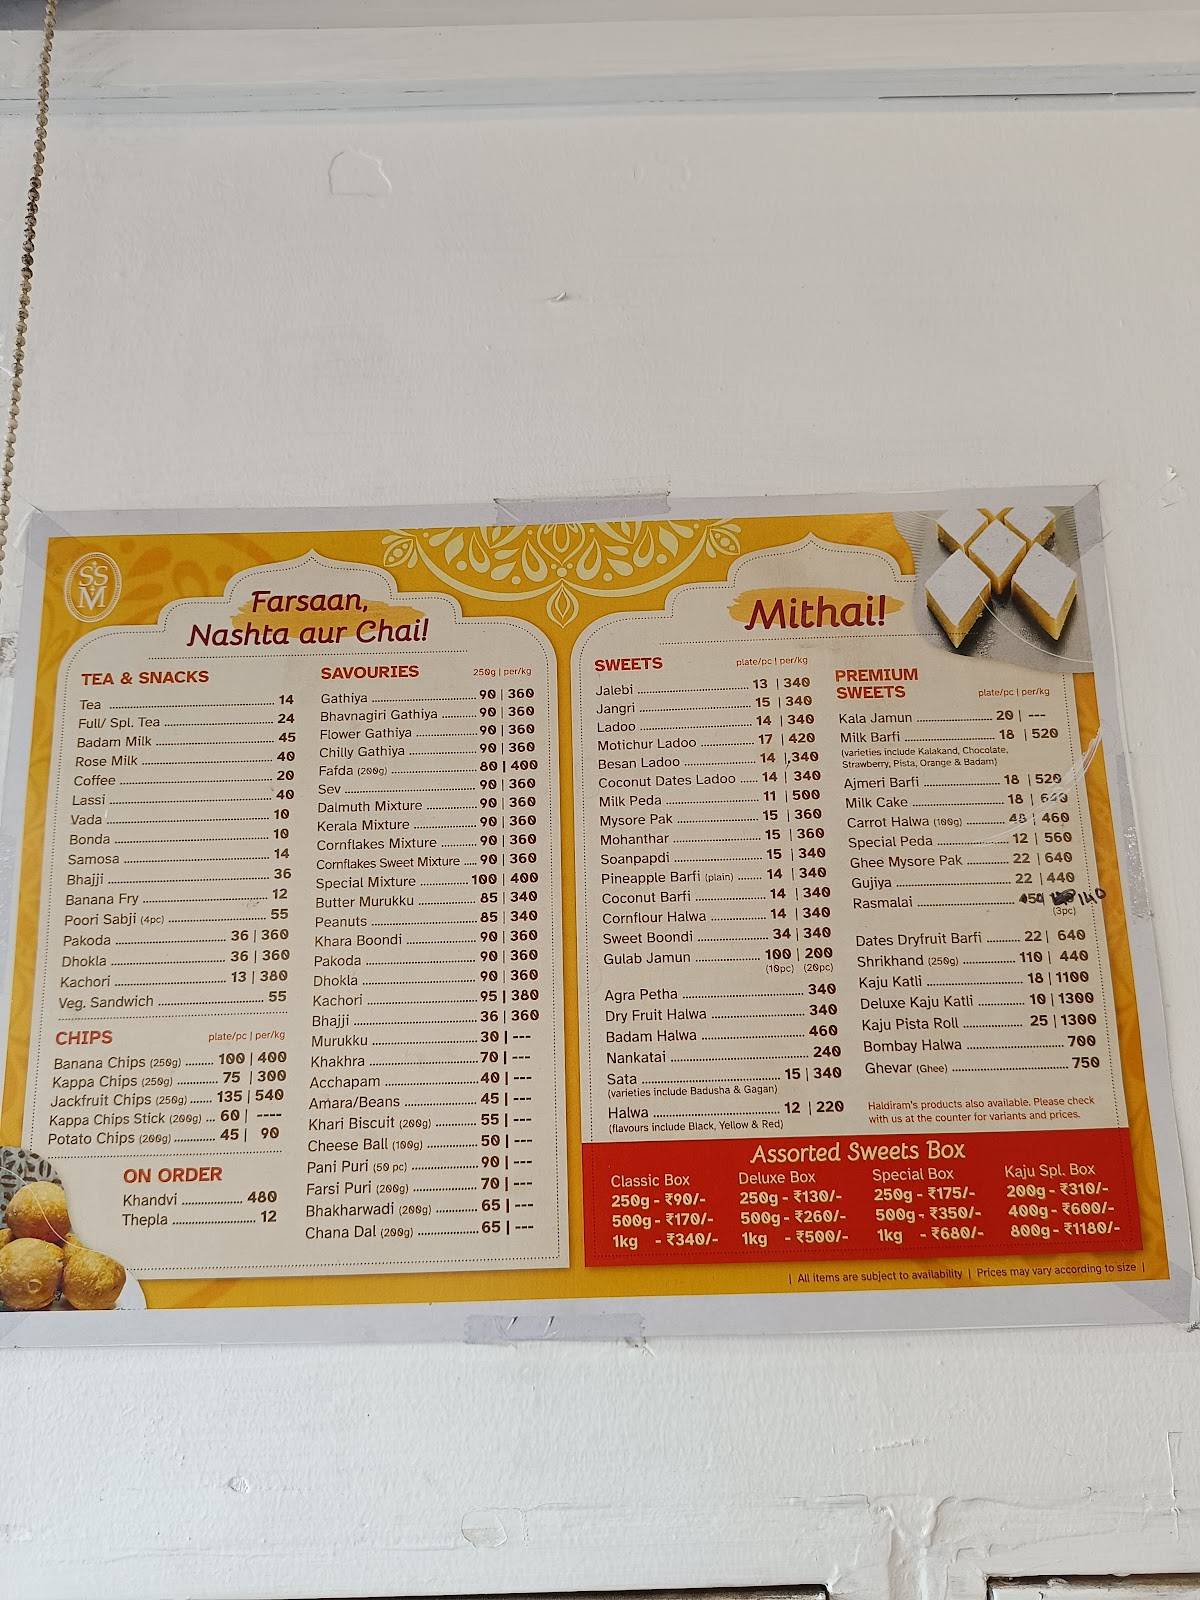 SSM
Farsaan,
Nashta aur Chai!
TEA & SNACKS
Tea 14
Full/ Spl. Tea 24
Badam Milk 45
Rose Milk 40
Coffee 20
Lassi 40
Vada 10
Bonda 10
Samosa 14
Bhajji 36
Banana Fry 12
Poori Sabji (4pc) 55
Pakoda 36 | 360
Dhokla 36 | 360
Kachori 13 | 380
Veg. Sandwich 55
CHIPS plate/pc | per/kg
Banana Chips (250g) 100 | 400
Kappa Chips (250g) 75 | 300
Jackfruit Chips (250g) 135 | 540
Kappa Chips Stick (200g) 60 | ----
Potato Chips (200g) 45 | 90
ON ORDER
Khandvi 480
Thepla 12
SAVOURIES 250g | per/kg
Gathiya 90 | 360
Bhavnagiri Gathiya 90 | 360
Flower Gathiya 90 | 360
Chilly Gathiya 90 | 360
Fafda (200g) 80 | 400
Sev 90 | 360
Dalmuth Mixture 90 | 360
Kerala Mixture 90 | 360
Cornflakes Mixture 90 | 360
Cornflakes Sweet Mixture 90 | 360
Special Mixture 100 | 400
Butter Murukku 85 | 340
Peanuts 85 | 340
Khara Boondi 90 | 360
Pakoda 90 | 360
Dhokla 90 | 360
Kachori 95 | 380
Bhajji 36 | 360
Murukku 30 | ---
Khakhra 70 | ---
Acchapam 40 | ---
Amara/Beans 45 | ---
Khari Biscuit (200g) 55 | ---
Cheese Ball (100g) 50 | ---
Pani Puri (50 pc) 90 | ---
Farsi Puri (200g) 70 | ---
Bhakharwadi (200g) 65 | ---
Chana Dal (200g) 65 | ---
Mithai!
SWEETS plate/pc | per/kg
Jalebi 13 | 340
Jangri 15 | 340
Ladoo 14 | 340
Motichur Ladoo 17 | 420
Besan Ladoo 14 | 340
Coconut Dates Ladoo 14 | 340
Milk Peda 11 | 500
Mysore Pak 15 | 360
Mohanthar 15 | 360
Soanpapdi 15 | 340
Pineapple Barfi (plain) 14 | 340
Coconut Barfi 14 | 340
Cornflour Halwa 14 | 340
Sweet Boondi 34 | 340
Gulab Jamun 100 | 200
(10pc) (20pc)
Agra Petha 340
Dry Fruit Halwa 340
Badam Halwa 460
Nankatai 240
Sata 15 | 340
(varieties include Badusha & Gagan)
Halwa 12 | 220
(flavours include Black, Yellow & Red)
PREMIUM
SWEETS plate/pc | per/kg
Kala Jamun 20 | ---
Milk Barfi 18 | 520
(varieties include Kalakand, Chocolate,
Strawberry, Pista, Orange & Badam)
Ajmeri Barfi 18 | 520
Milk Cake 18 | 640
Carrot Halwa (100g) 48 | 460
Special Peda 12 | 560
Ghee Mysore Pak 22 | 640
Gujiya 22 | 440
Rasmalai 140
(3pc)
Dates Dryfruit Barfi 22 | 640
Shrikhand (250g) 110 | 440
Kaju Katli 18 | 1100
Deluxe Kaju Katli 10 | 1300
Kaju Pista Roll 25 | 1300
Bombay Halwa 700
Ghevar (Ghee) 750
Haldiram's products also available. Please check
with us at the counter for variants and prices.
Assorted Sweets Box
Classic Box
250g - ₹90/-
500g - ₹170/-
1kg - ₹340/-
Deluxe Box
250g - ₹130/-
500g - ₹260/-
1kg - ₹500/-
Special Box
250g - ₹175/-
500g - ₹350/-
1kg - ₹680/-
Kaju Spl. Box
200g - ₹310/-
400g - ₹600/-
800g - ₹1180/-
| All items are subject to availability | Prices may vary according to size |